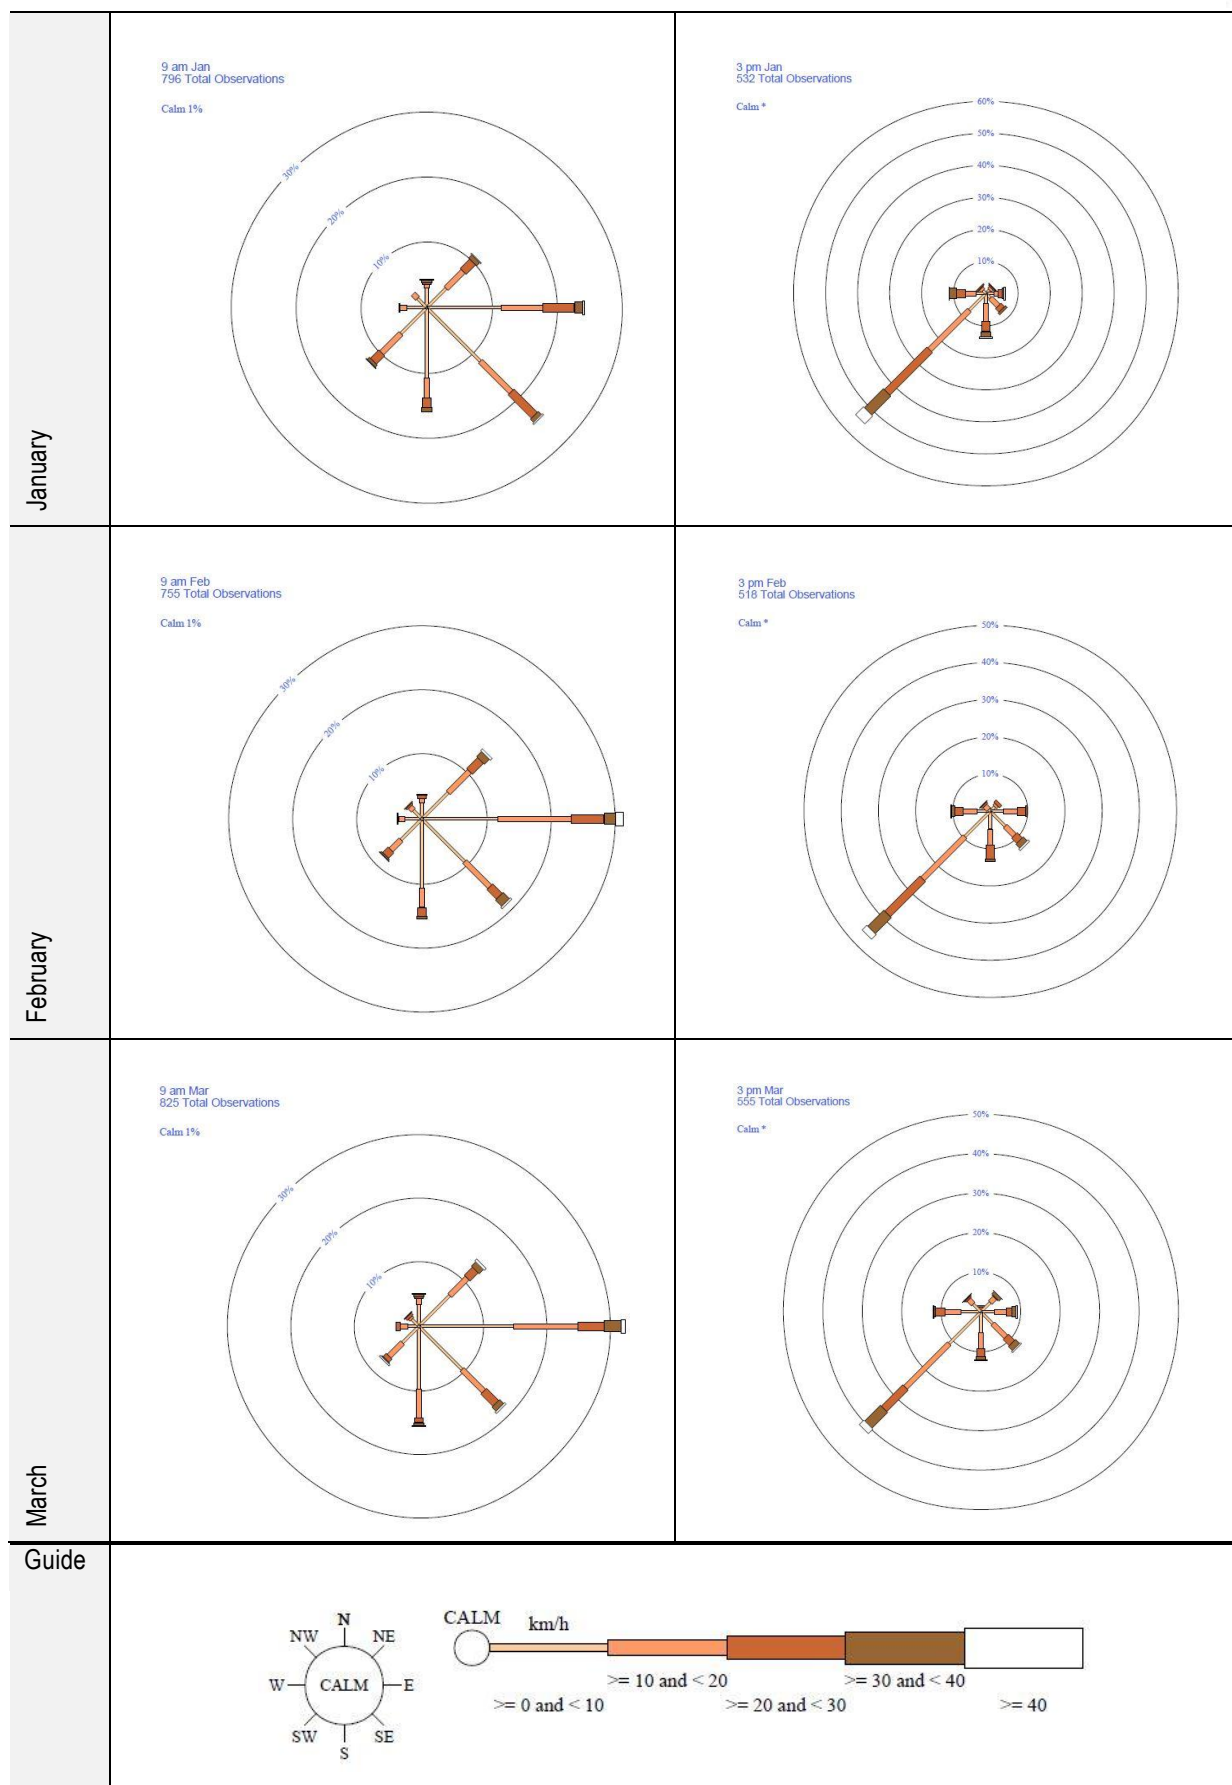 January
9 am Jan
796 Total Observations
Calm 1%
30%
20%
10%
3 pm Jan
532 Total Observations
Calm *
60%
50%
40%
30%
20%
10%
February
9 am Feb
755 Total Observations
Calm 1%
30%
20%
10%
3 pm Feb
518 Total Observations
Calm *
50%
40%
30%
20%
10%
March
9 am Mar
825 Total Observations
Calm 1%
30%
20%
10%
3 pm Mar
555 Total Observations
Calm *
50%
40%
30%
20%
10%
Guide
N
NW NE
W CALM E
SW SE
S
CALM km/h
>= 10 and < 20 >= 30 and < 40
>= 0 and < 10 >= 20 and < 30 >= 40